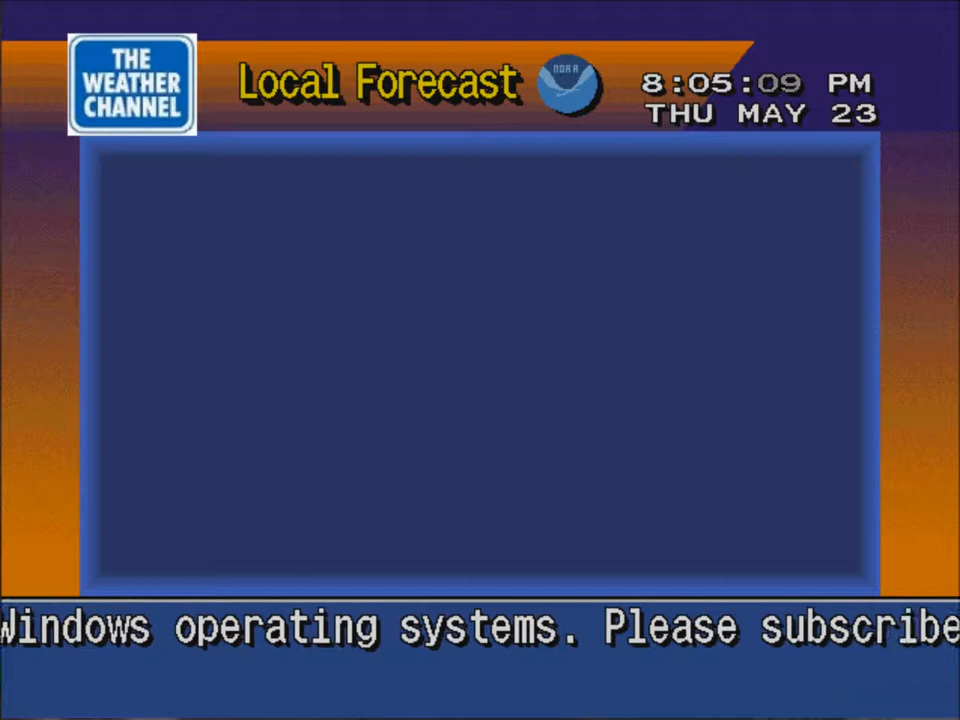 THE
WEATHER
CHANNEL
Local Forecast
NOAA
8:05:09 PM
THU MAY 23
Windows operating systems. Please subscribe